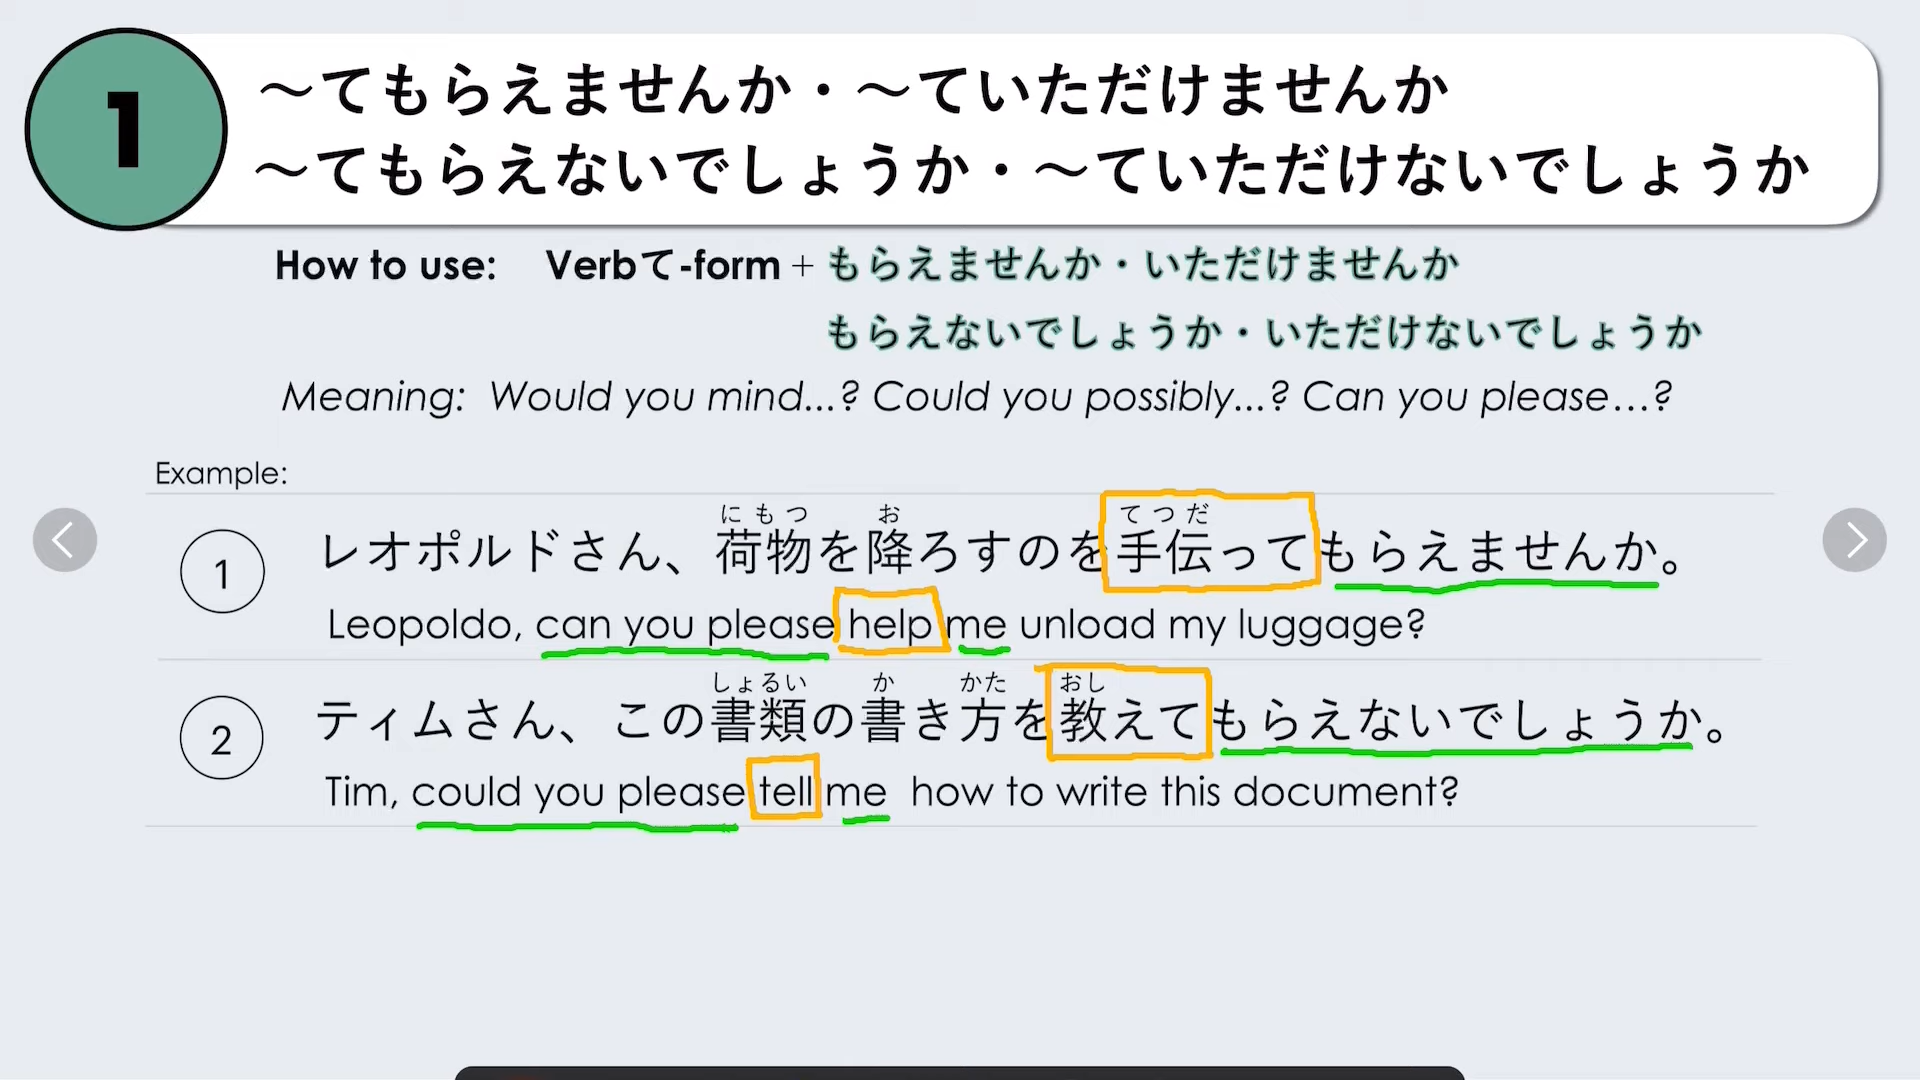 1
～てもらえませんか・～ていただけませんか
～てもらえないでしょうか・～ていただけないでしょうか
How to use: Verbて-form + もらえませんか・いただけませんか
もらえないでしょうか・いただけないでしょうか
Meaning: Would you mind...? Could you possibly...? Can you please...?
Example:
にもつ お てつだ
1 レオポルドさん、荷物を降ろすのを手伝ってもらえませんか。
Leopoldo, can you please help me unload my luggage?
しょるい か かた おし
2 ティムさん、この書類の書き方を教えてもらえないでしょうか。
Tim, could you please tell me how to write this document?